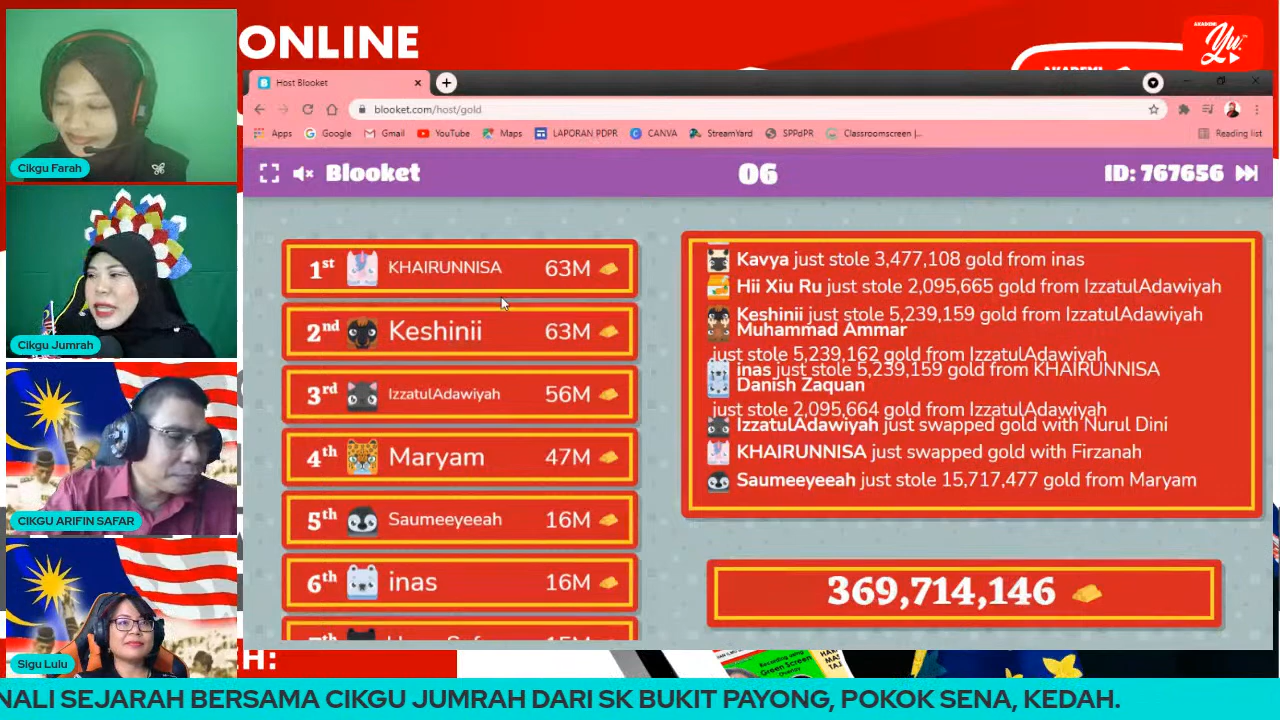 ONLINE
AKADEMI
Yu.
AKADEMI
Host Blooket
blooket.com/host/gold
Apps Google Gmail YouTube Maps LAPORAN PDPR CANVA StreamYard SPPdPR Classroomscreen |... Reading list
Blooket 06 ID: 767656
1st KHAIRUNNISA 63M
2nd Keshinii 63M
3rd IzzatulAdawiyah 56M
4th Maryam 47M
5th Saumeeyeeah 16M
6th inas 16M
Kavya just stole 3,477,108 gold from inas
Hii Xiu Ru just stole 2,095,665 gold from IzzatulAdawiyah
Keshinii just stole 5,239,159 gold from IzzatulAdawiyah
Muhammad Ammar
just stole 5,239,162 gold from IzzatulAdawiyah
inas just stole 5,239,159 gold from KHAIRUNNISA
Danish Zaquan
just stole 2,095,664 gold from IzzatulAdawiyah
IzzatulAdawiyah just swapped gold with Nurul Dini
KHAIRUNNISA just swapped gold with Firzanah
Saumeeyeeah just stole 15,717,477 gold from Maryam
369,714,146
Cikgu Farah
Cikgu Jumrah
CIKGU ARIFIN SAFAR
Sigu Lulu
H:
Recording using
Green Screen
NALI SEJARAH BERSAMA CIKGU JUMRAH DARI SK BUKIT PAYONG, POKOK SENA, KEDAH.